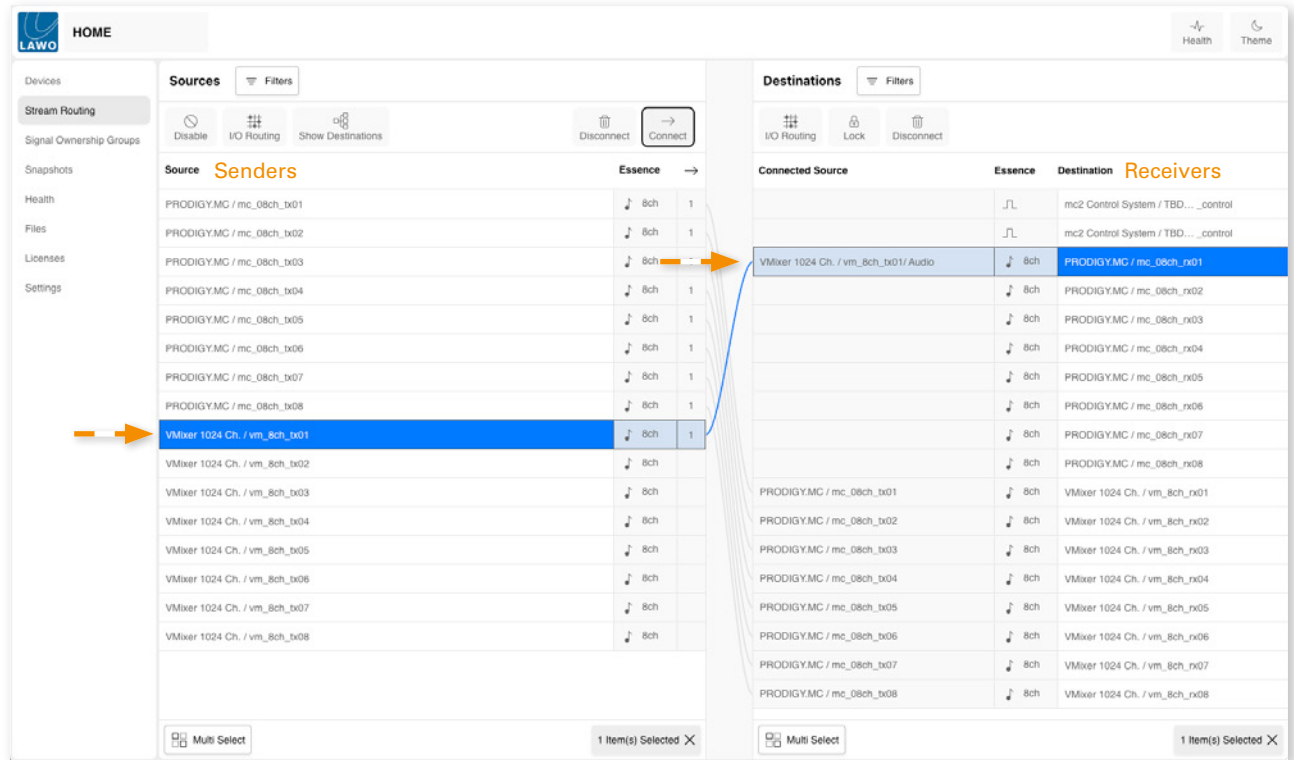 LAWO
HOME
Health
Theme
Devices
Stream Routing
Signal Ownership Groups
Snapshots
Health
Files
Licenses
Settings
Sources
Filters
Disable
I/O Routing
Show Destinations
Disconnect
Connect
Source Senders Essence →
PRODIGY.MC / mc_08ch_tx01 8ch 1
PRODIGY.MC / mc_08ch_tx02 8ch 1
PRODIGY.MC / mc_08ch_tx03 8ch
PRODIGY.MC / mc_08ch_tx04 8ch 1
PRODIGY.MC / mc_08ch_tx05 8ch 1
PRODIGY.MC / mc_08ch_tx06 8ch 1
PRODIGY.MC / mc_08ch_tx07 8ch 1
PRODIGY.MC / mc_08ch_tx08 8ch 1
VMixer 1024 Ch. / vm_8ch_tx01 8ch 1
VMixer 1024 Ch. / vm_8ch_tx02 8ch
VMixer 1024 Ch. / vm_8ch_tx03 8ch
VMixer 1024 Ch. / vm_8ch_tx04 8ch
VMixer 1024 Ch. / vm_8ch_tx05 8ch
VMixer 1024 Ch. / vm_8ch_tx06 8ch
VMixer 1024 Ch. / vm_8ch_tx07 8ch
VMixer 1024 Ch. / vm_8ch_tx08 8ch
Multi Select
1 Item(s) Selected X
Destinations
Filters
I/O Routing
Lock
Disconnect
Connected Source Essence Destination Receivers
mc2 Control System / TBD... _control
mc2 Control System / TBD... _control
VMixer 1024 Ch. / vm_8ch_tx01/ Audio 8ch PRODIGY.MC / mc_08ch_rx01
8ch PRODIGY.MC / mc_08ch_rx02
8ch PRODIGY.MC / mc_08ch_rx03
8ch PRODIGY.MC / mc_08ch_rx04
8ch PRODIGY.MC / mc_08ch_rx05
8ch PRODIGY.MC / mc_08ch_rx06
8ch PRODIGY.MC / mc_08ch_rx07
8ch PRODIGY.MC / mc_08ch_rx08
PRODIGY.MC / mc_08ch_tx01 8ch VMixer 1024 Ch. / vm_8ch_rx01
PRODIGY.MC / mc_08ch_tx02 8ch VMixer 1024 Ch. / vm_8ch_rx02
PRODIGY.MC / mc_08ch_tx03 8ch VMixer 1024 Ch. / vm_8ch_rx03
PRODIGY.MC / mc_08ch_tx04 8ch VMixer 1024 Ch. / vm_8ch_rx04
PRODIGY.MC / mc_08ch_tx05 8ch VMixer 1024 Ch. / vm_8ch_rx05
PRODIGY.MC / mc_08ch_tx06 8ch VMixer 1024 Ch. / vm_8ch_rx06
PRODIGY.MC / mc_08ch_tx07 8ch VMixer 1024 Ch. / vm_8ch_rx07
PRODIGY.MC / mc_08ch_tx08 8ch VMixer 1024 Ch. / vm_8ch_rx08
Multi Select
1 Item(s) Selected X